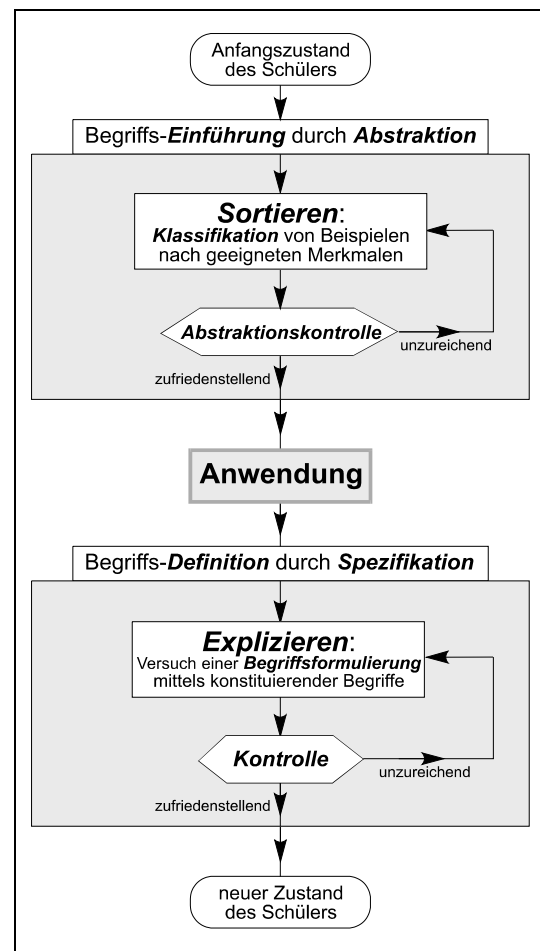 Anfangszustand
des Schülers
Begriffs-Einführung durch Abstraktion
Sortieren:
Klassifikation von Beispielen
nach geeigneten Merkmalen
Abstraktionskontrolle
unzureichend
zufriedenstellend
Anwendung
Begriffs-Definition durch Spezifikation
Explizieren:
Versuch einer Begriffsformulierung
mittels konstituierender Begriffe
Kontrolle
unzureichend
zufriedenstellend
neuer Zustand
des Schülers